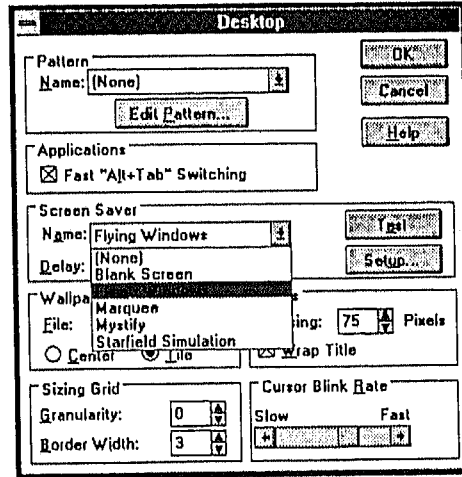 Desktop
Pattern
Name: (None)
Edit Pattern...
OK
Cancel
Help
Applications
Fast "Alt+Tab" Switching
Screen Saver
Name: Flying Windows
Delay:
(None)
Blank Screen
Marquee
Mystify
Starfield Simulation
Test
Setup...
Wallpa
File:
Center Tile
s
cing: 75 Pixels
Wrap Title
Sizing Grid
Granularity: 0
Border Width: 3
Cursor Blink Rate
Slow Fast